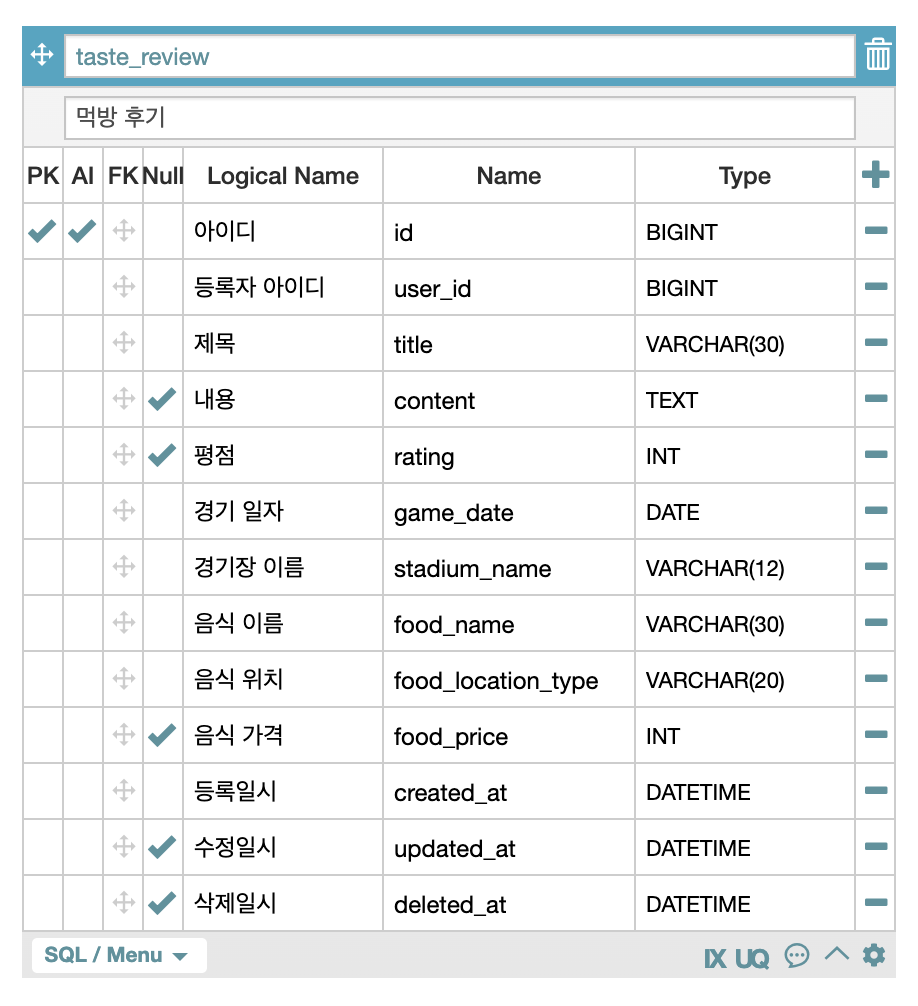 taste_review
먹방 후기
PK AI FK Null Logical Name Name Type
아이디 id BIGINT
등록자 아이디 user_id BIGINT
제목 title VARCHAR(30)
내용 content TEXT
평점 rating INT
경기 일자 game_date DATE
경기장 이름 stadium_name VARCHAR(12)
음식 이름 food_name VARCHAR(30)
음식 위치 food_location_type VARCHAR(20)
음식 가격 food_price INT
등록일시 created_at DATETIME
수정일시 updated_at DATETIME
삭제일시 deleted_at DATETIME
SQL / Menu IX UQ